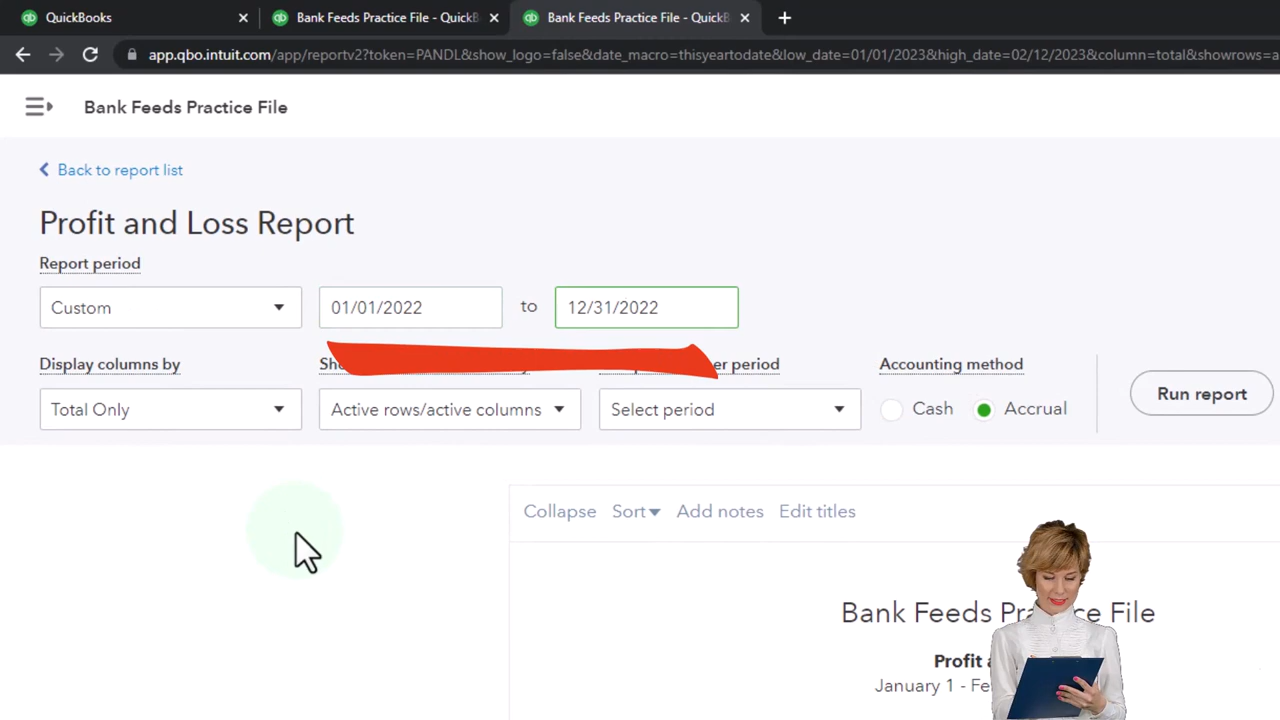 QuickBooks
Bank Feeds Practice File - QuickB
Bank Feeds Practice File - QuickB
app.qbo.intuit.com/app/reportv2?token=PANDL&show_logo=false&date_macro=thisyeartodate&low_date=01/01/2023&high_date=02/12/2023&column=total&showrows=a
Bank Feeds Practice File
Back to report list
Profit and Loss Report
Report period
Custom 01/01/2022 to 12/31/2022
Display columns by er period Accounting method
Total Only Active rows/active columns Select period Cash Accrual Run report
Collapse Sort Add notes Edit titles
Bank Feeds Practice File
Profit
January 1 - Fe